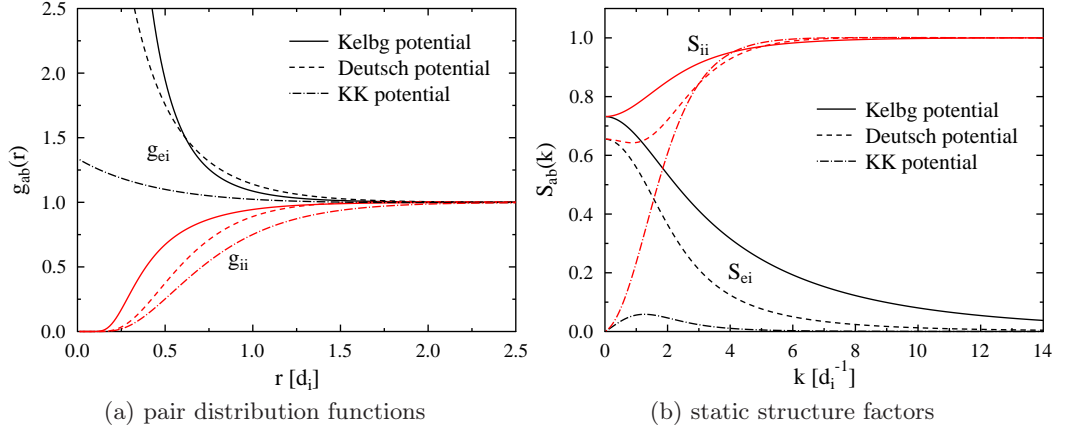 2.5
2.0
1.5
1.0
0.5
0.0
g_ab(r)
Kelbg potential
Deutsch potential
KK potential
g_ei
g_ii
0.0 0.5 1.0 1.5 2.0 2.5
r [d_i]
(a) pair distribution functions
1.0
0.8
0.6
0.4
0.2
0.0
S_ab(k)
S_ii
Kelbg potential
Deutsch potential
KK potential
S_ei
0 2 4 6 8 10 12 14
k [d_i^-1]
(b) static structure factors